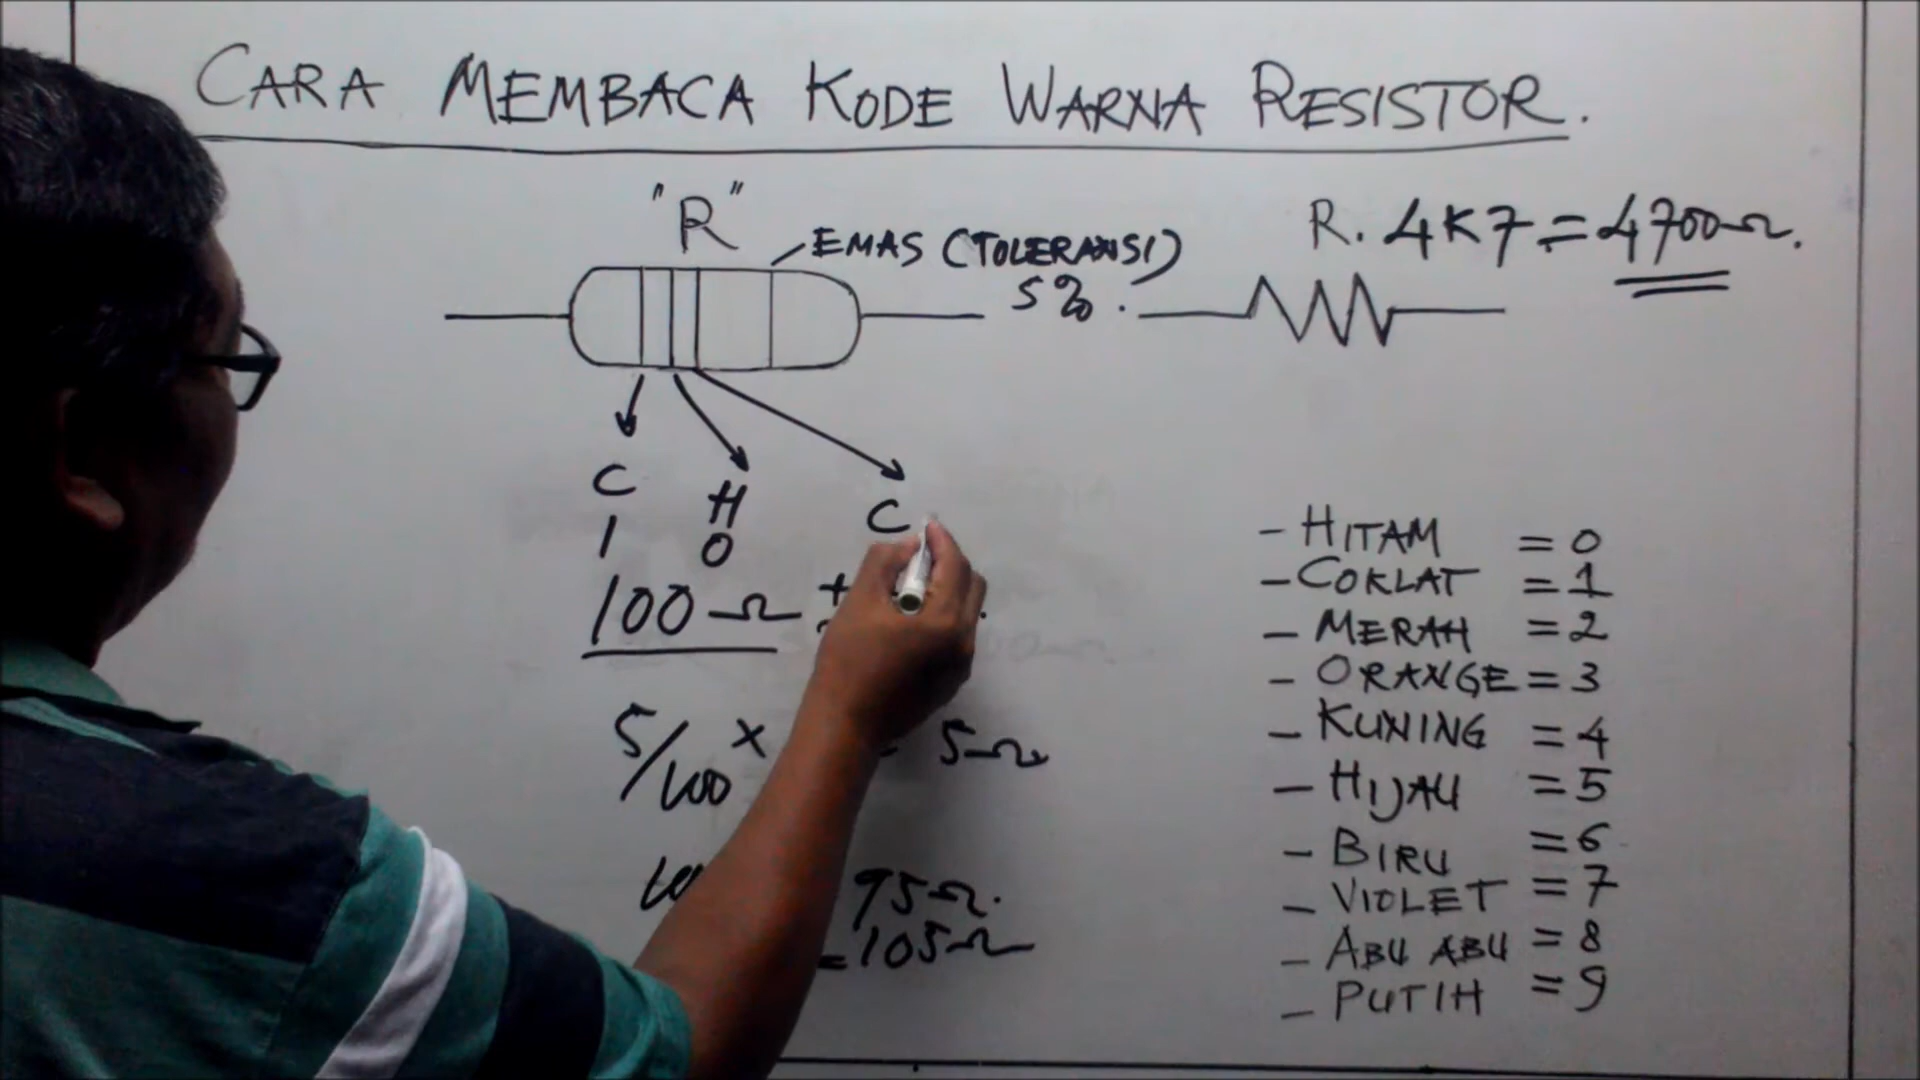 CARA MEMBACA KODE WARNA RESISTOR.
"R"
EMAS (TOLERANSI)
5%.
R. 4K7 = 4700Ω.
C H C
1 0
100Ω ±
5/100 x = 5Ω
95Ω.
= 105Ω
- HITAM = 0
- COKLAT = 1
- MERAH = 2
- ORANGE = 3
- KUNING = 4
- HIJAU = 5
- BIRU = 6
- VIOLET = 7
- ABU ABU = 8
- PUTIH = 9